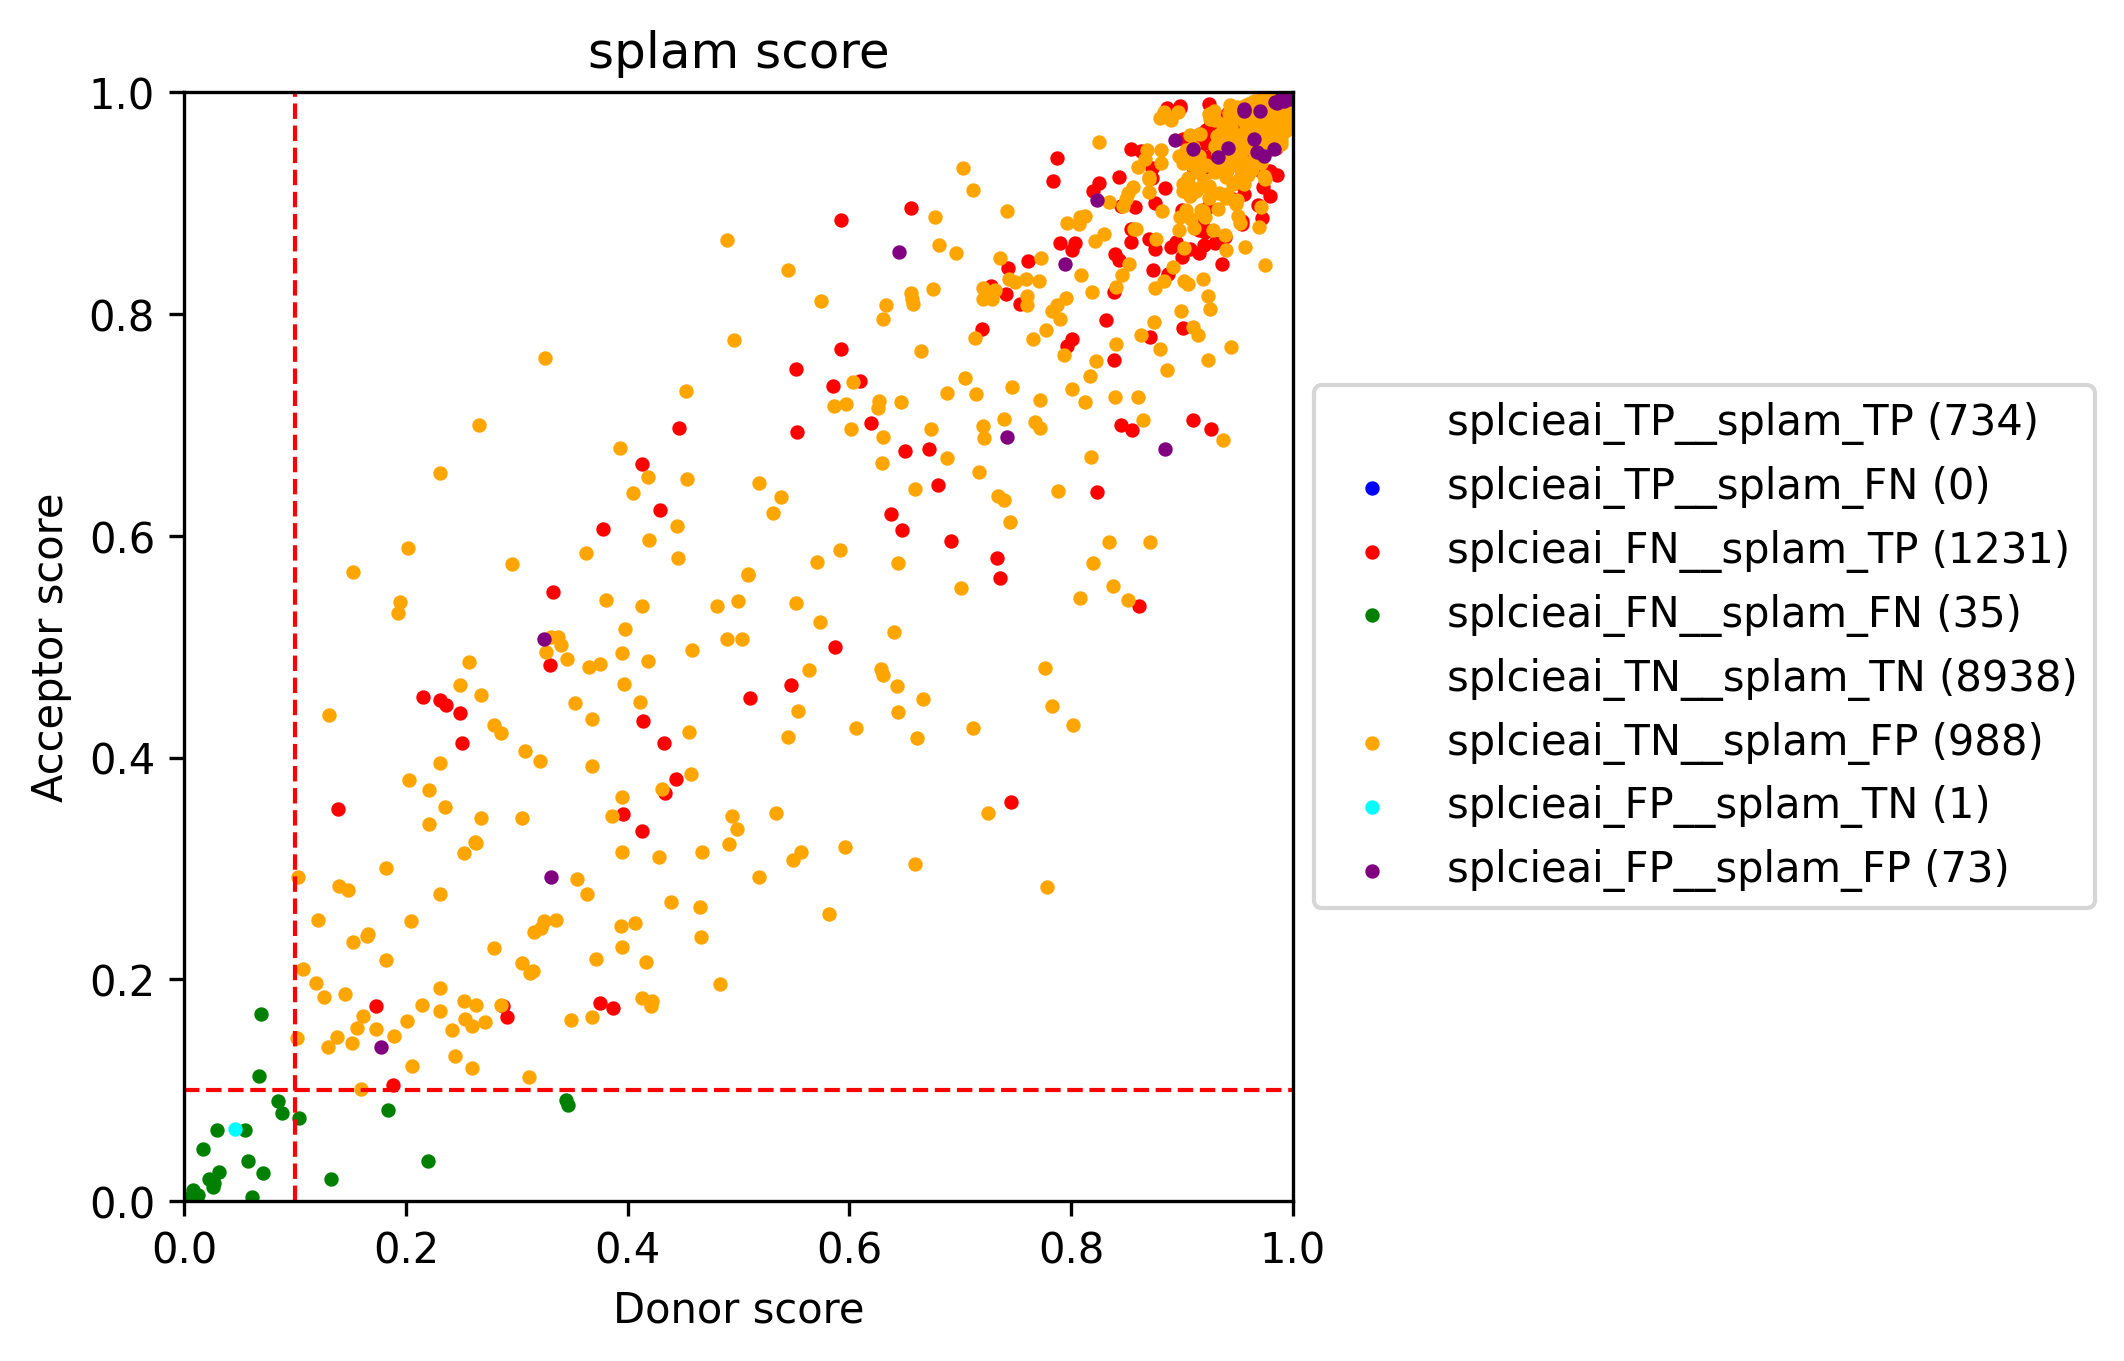 splam score
Acceptor score
1.0
0.8
0.6
0.4
0.2
0.0
0.0 0.2 0.4 0.6 0.8 1.0
Donor score
splcieai_TP__splam_TP (734)
splcieai_TP__splam_FN (0)
splcieai_FN__splam_TP (1231)
splcieai_FN__splam_FN (35)
splcieai_TN__splam_TN (8938)
splcieai_TN__splam_FP (988)
splcieai_FP__splam_TN (1)
splcieai_FP__splam_FP (73)